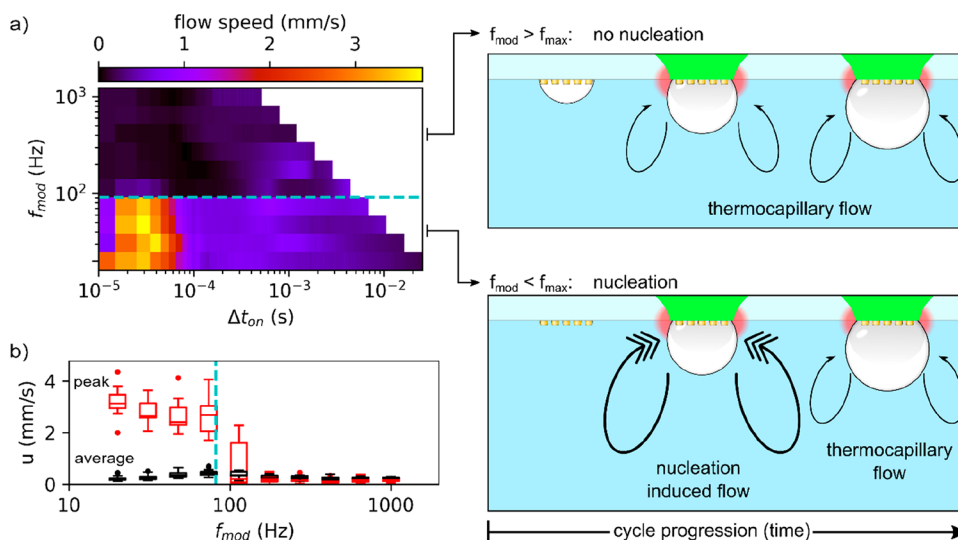 a)
flow speed (mm/s)
0 1 2 3
10³
10²
f_mod (Hz)
10⁻⁵ 10⁻⁴ 10⁻³ 10⁻²
Δt_on (s)
f_mod > f_max: no nucleation
thermocapillary flow
f_mod < f_max: nucleation
nucleation
induced flow
thermocapillary
flow
cycle progression (time)
b)
peak
average
4
2
0
u (mm/s)
10 100 1000
f_mod (Hz)